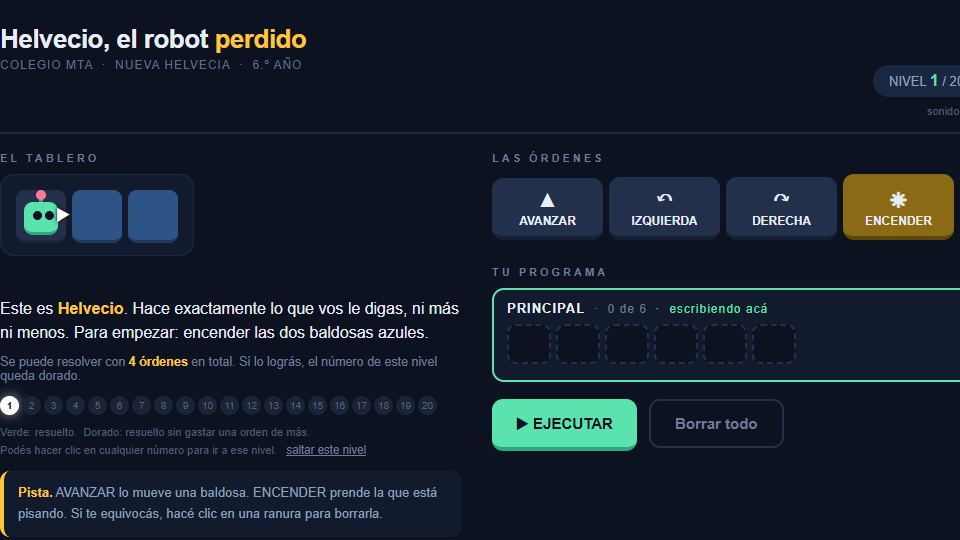 Helvecio, el robot perdido
COLEGIO MTA · NUEVA HELVECIA · 6.º AÑO
NIVEL 1 / 20
sonido
EL TABLERO
LAS ÓRDENES
AVANZAR
IZQUIERDA
DERECHA
ENCENDER
TU PROGRAMA
PRINCIPAL · 0 de 6 · escribiendo acá
EJECUTAR
Borrar todo
Este es Helvecio. Hace exactamente lo que vos le digas, ni más
ni menos. Para empezar: encender las dos baldosas azules.
Se puede resolver con 4 órdenes en total. Si lo lográs, el número de este nivel
queda dorado.
1 2 3 4 5 6 7 8 9 10 11 12 13 14 15 16 17 18 19 20
Verde: resuelto. Dorado: resuelto sin gastar una orden de más.
Podés hacer clic en cualquier número para ir a ese nivel. saltar este nivel
Pista. AVANZAR lo mueve una baldosa. ENCENDER prende la que está
pisando. Si te equivocás, hacé clic en una ranura para borrarla.